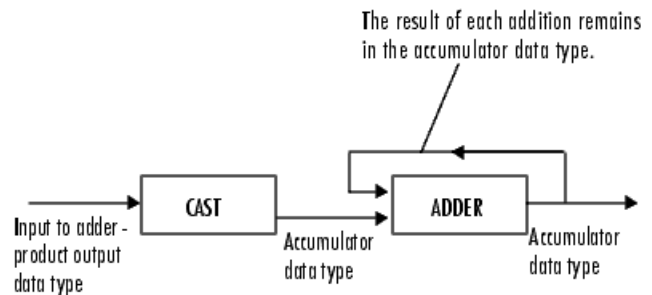 The result of each addition remains
in the accumulator data type.
CAST
ADDER
Input to adder -
product output
data type
Accumulator
data type
Accumulator
data type